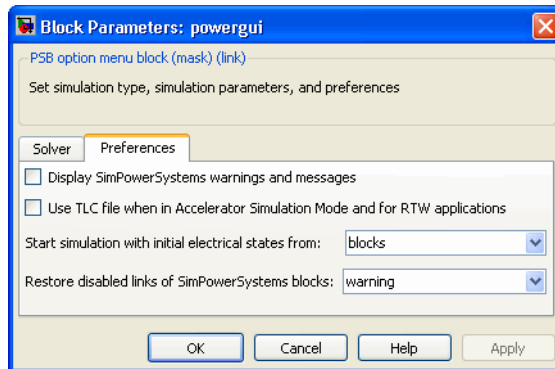 Block Parameters: powergui
PSB option menu block (mask) (link)
Set simulation type, simulation parameters, and preferences
Solver Preferences
Display SimPowerSystems warnings and messages
Use TLC file when in Accelerator Simulation Mode and for RTW applications
Start simulation with initial electrical states from: blocks
Restore disabled links of SimPowerSystems blocks: warning
OK Cancel Help Apply